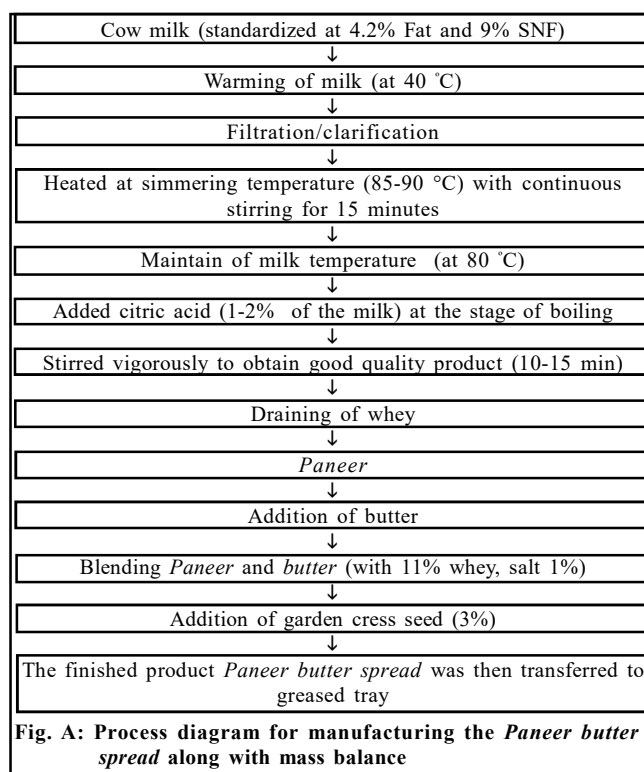 Cow milk (standardized at 4.2% Fat and 9% SNF)
↓
Warming of milk (at 40 °C)
↓
Filtration/clarification
↓
Heated at simmering temperature (85-90 °C) with continuous
stirring for 15 minutes
↓
Maintain of milk temperature (at 80 °C)
↓
Added citric acid (1-2% of the milk) at the stage of boiling
↓
Stirred vigorously to obtain good quality product (10-15 min)
↓
Draining of whey
↓
Paneer
↓
Addition of butter
↓
Blending Paneer and butter (with 11% whey, salt 1%)
↓
Addition of garden cress seed (3%)
↓
The finished product Paneer butter spread was then transferred to
greased tray
Fig. A: Process diagram for manufacturing the Paneer butter
spread along with mass balance